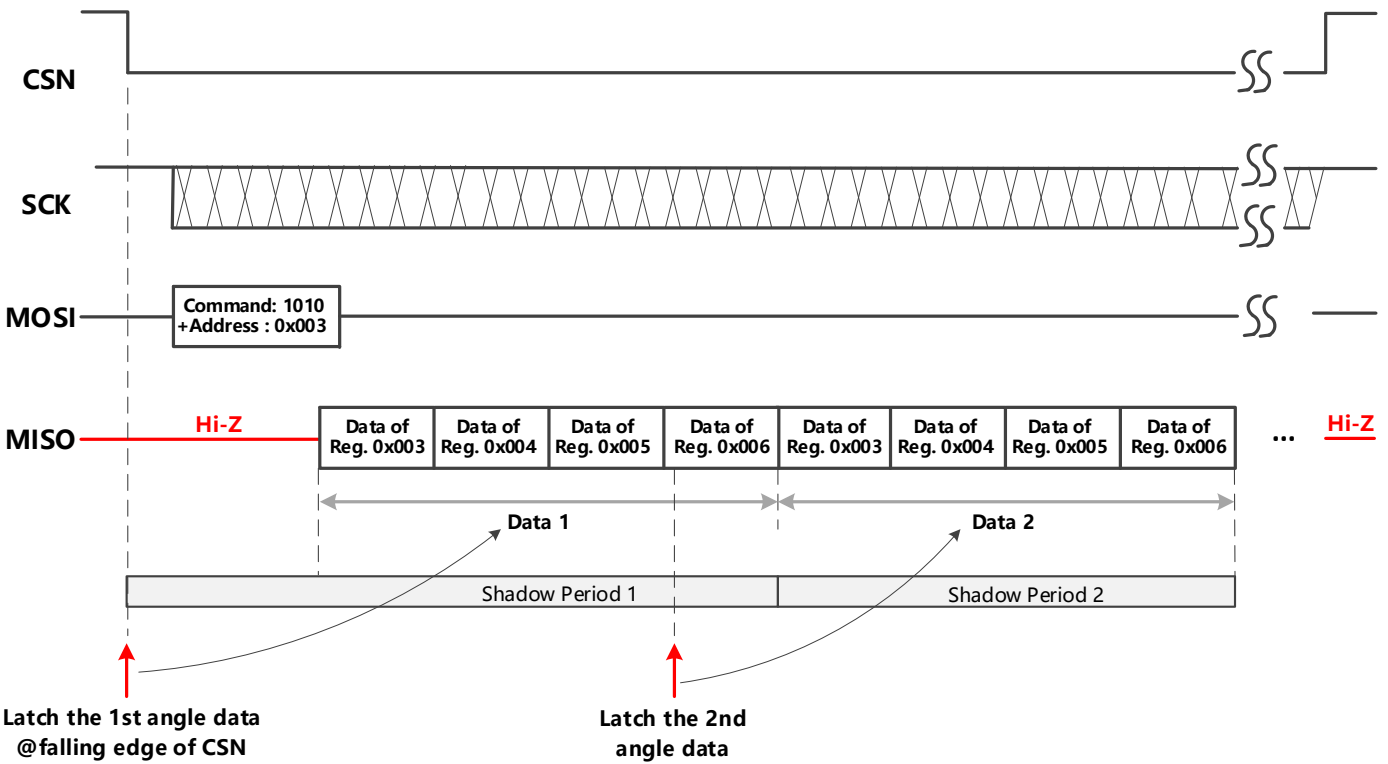 CSN
SCK
MOSI
Command: 1010
+Address : 0x003
MISO
Hi-Z
Data of
Reg. 0x003
Data of
Reg. 0x004
Data of
Reg. 0x005
Data of
Reg. 0x006
Data of
Reg. 0x003
Data of
Reg. 0x004
Data of
Reg. 0x005
Data of
Reg. 0x006
...
Hi-Z
Data 1
Data 2
Shadow Period 1
Shadow Period 2
Latch the 1st angle data
@falling edge of CSN
Latch the 2nd
angle data